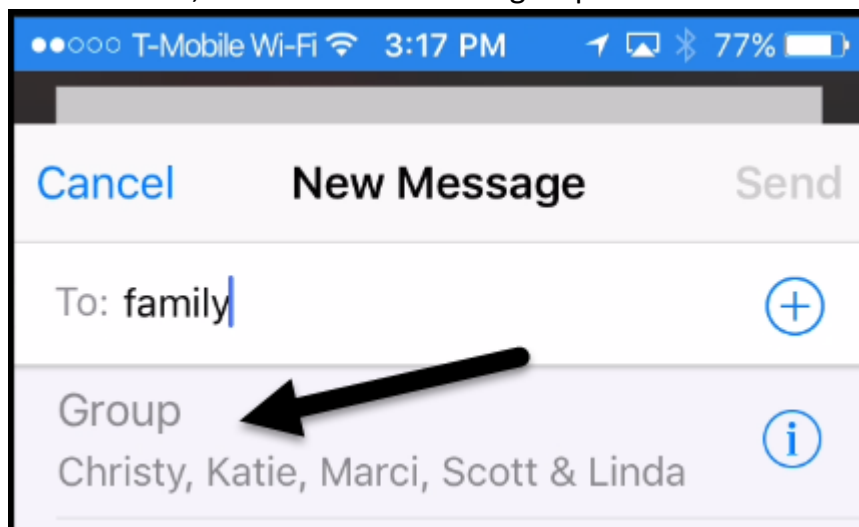 T-Mobile Wi-Fi 3:17 PM 77%
Cancel New Message Send
To: family
Group
Christy, Katie, Marci, Scott & Linda